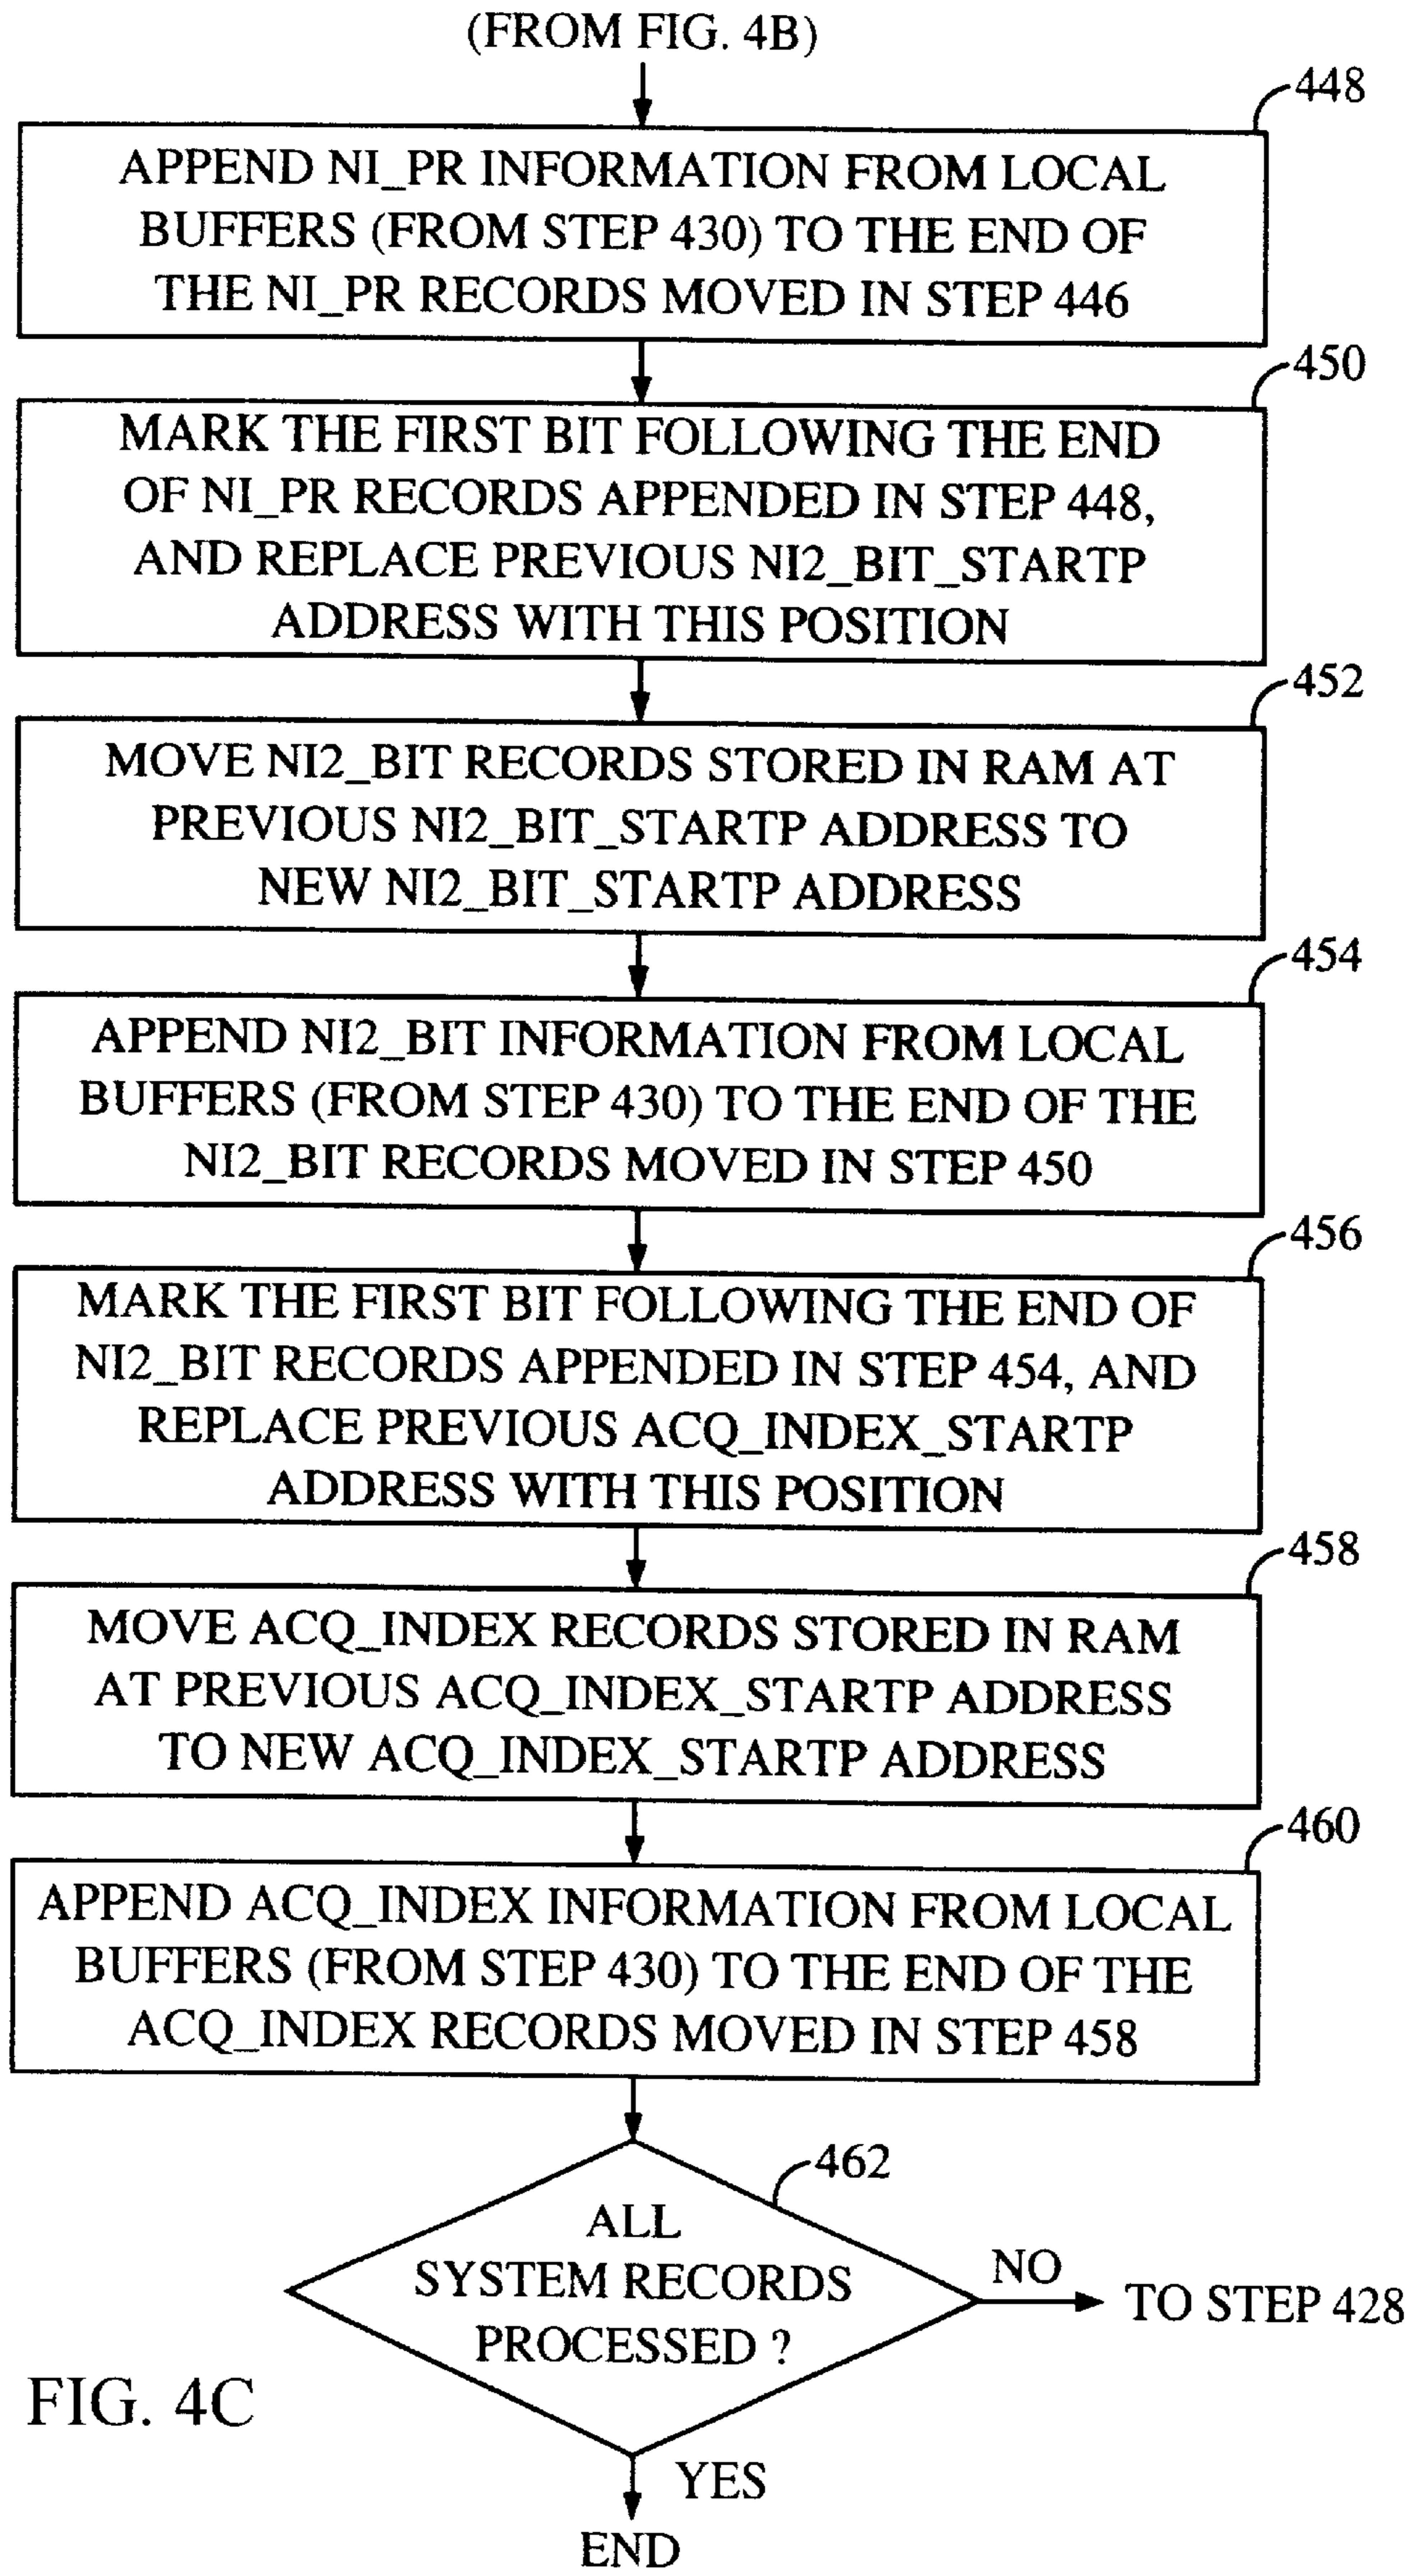 (FROM FIG. 4B)
448
APPEND NI_PR INFORMATION FROM LOCAL
BUFFERS (FROM STEP 430) TO THE END OF
THE NI_PR RECORDS MOVED IN STEP 446
450
MARK THE FIRST BIT FOLLOWING THE END
OF NI_PR RECORDS APPENDED IN STEP 448,
AND REPLACE PREVIOUS NI2_BIT_STARTP
ADDRESS WITH THIS POSITION
452
MOVE NI2_BIT RECORDS STORED IN RAM AT
PREVIOUS NI2_BIT_STARTP ADDRESS TO
NEW NI2_BIT_STARTP ADDRESS
454
APPEND NI2_BIT INFORMATION FROM LOCAL
BUFFERS (FROM STEP 430) TO THE END OF THE
NI2_BIT RECORDS MOVED IN STEP 450
456
MARK THE FIRST BIT FOLLOWING THE END OF
NI2_BIT RECORDS APPENDED IN STEP 454, AND
REPLACE PREVIOUS ACQ_INDEX_STARTP
ADDRESS WITH THIS POSITION
458
MOVE ACQ_INDEX RECORDS STORED IN RAM
AT PREVIOUS ACQ_INDEX_STARTP ADDRESS
TO NEW ACQ_INDEX_STARTP ADDRESS
460
APPEND ACQ_INDEX INFORMATION FROM LOCAL
BUFFERS (FROM STEP 430) TO THE END OF THE
ACQ_INDEX RECORDS MOVED IN STEP 458
462
ALL
SYSTEM RECORDS
PROCESSED ?
NO
TO STEP 428
YES
END
FIG. 4C